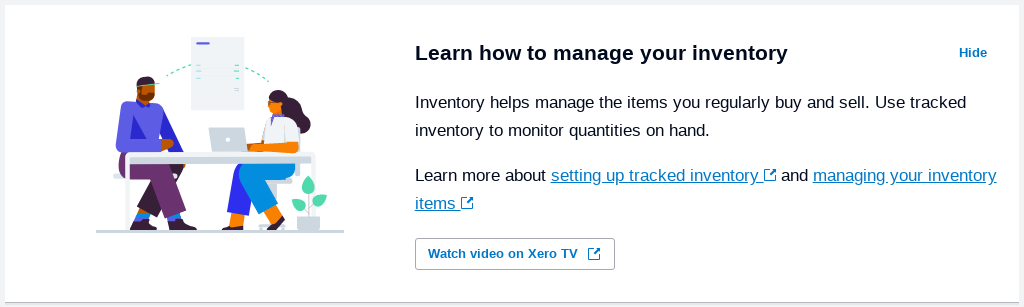 Learn how to manage your inventory
Hide
Inventory helps manage the items you regularly buy and sell. Use tracked
inventory to monitor quantities on hand.
Learn more about setting up tracked inventory and managing your inventory
items
Watch video on Xero TV